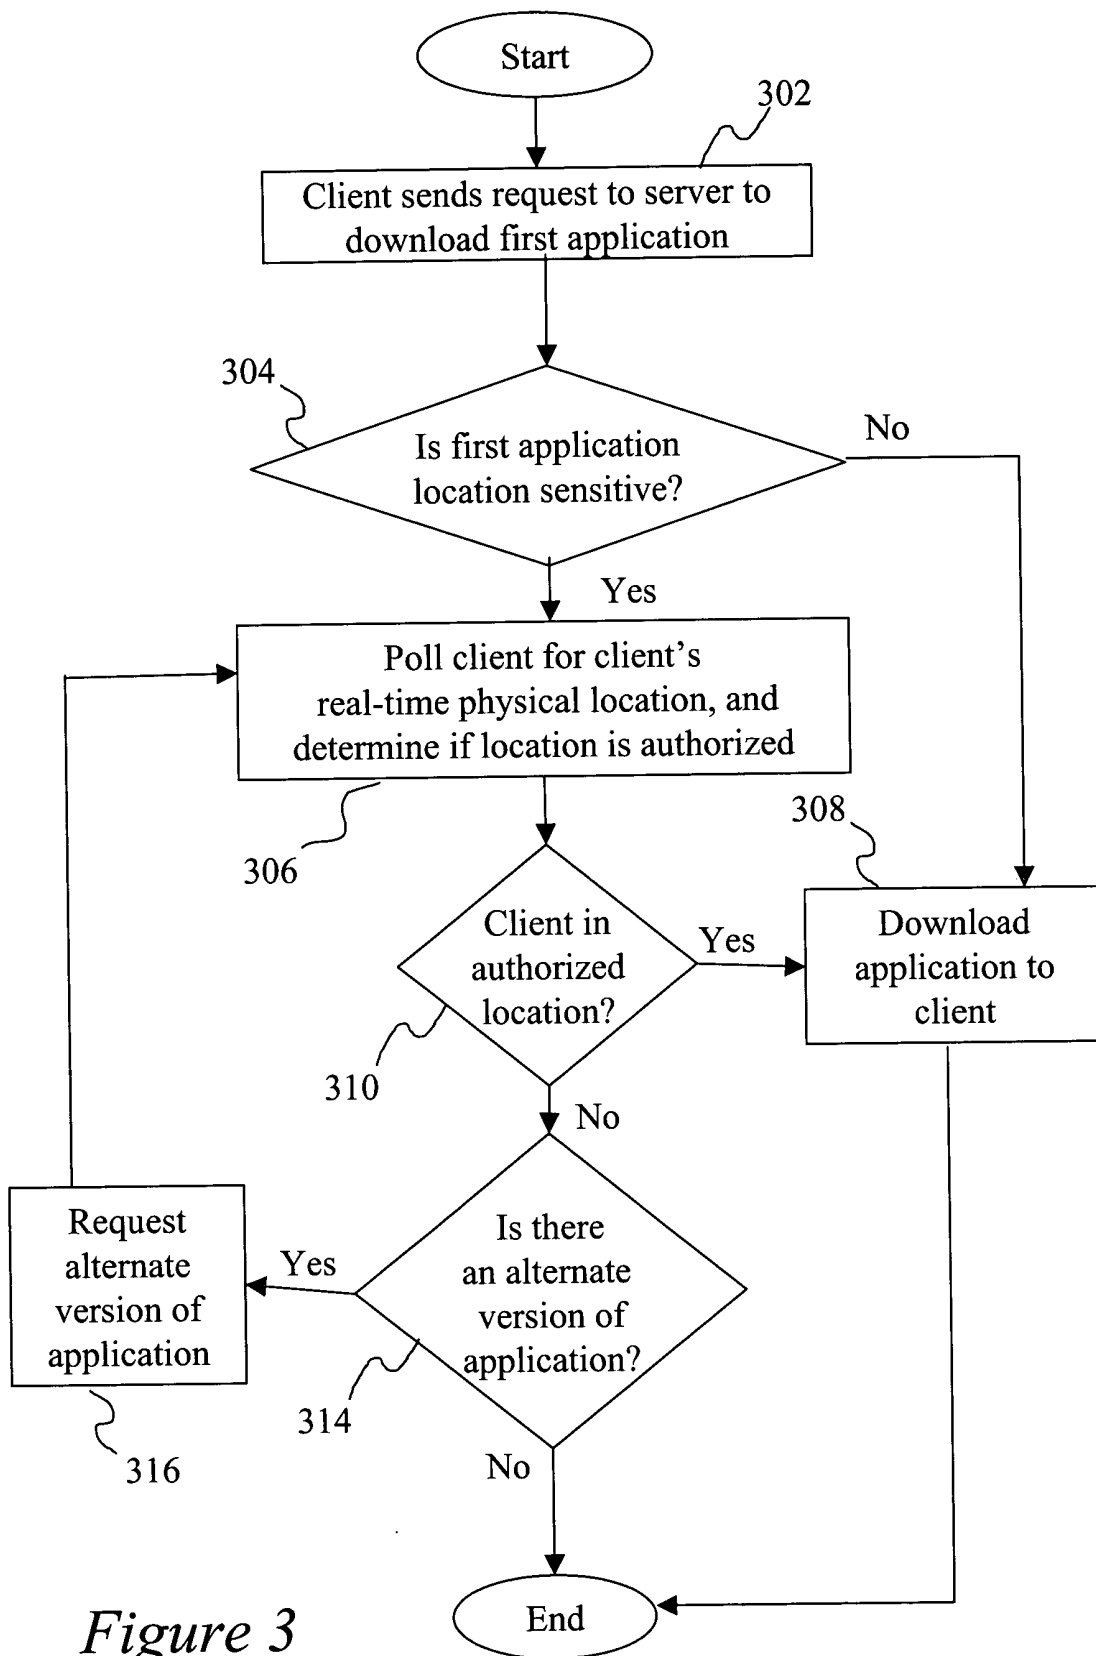 Start
302
Client sends request to server to
download first application
304
Is first application
location sensitive?
No
Yes
Poll client for client's
real-time physical location, and
determine if location is authorized
306
308
Client in
authorized
location?
Yes
Download
application to
client
310
No
Request
alternate
version of
application
Yes
Is there
an alternate
version of
application?
314
316
No
End
Figure 3